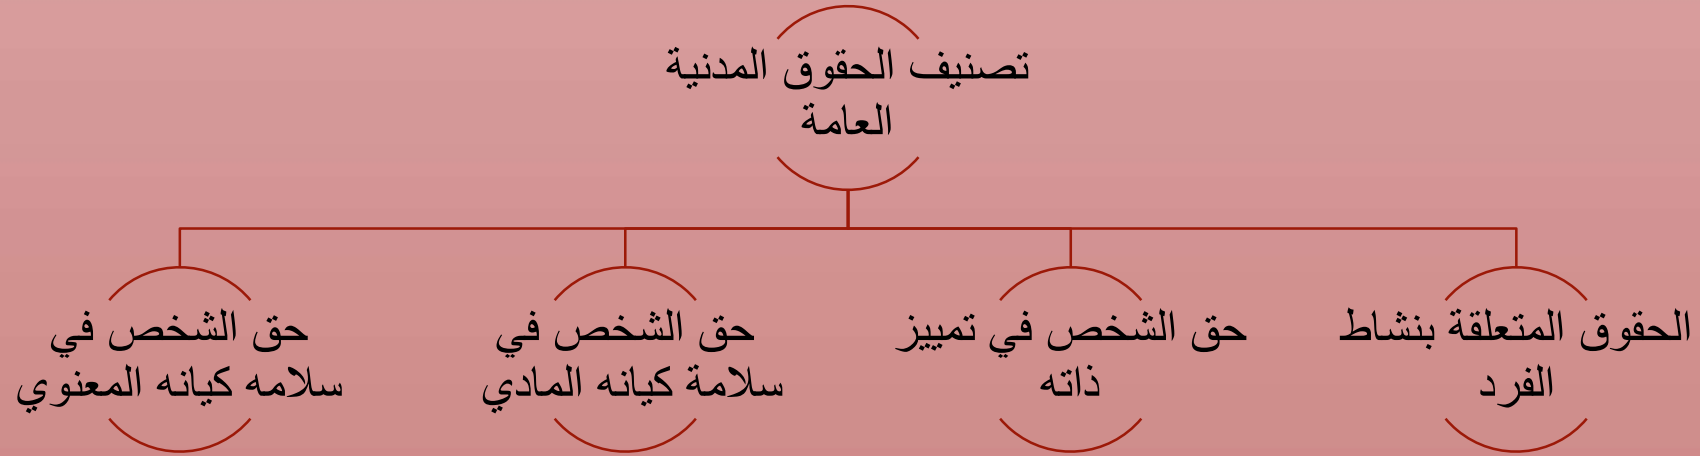 تصنيف الحقوق المدنية
العامة
الحقوق المتعلقة بنشاط
الفرد
حق الشخص في تمييز
ذاته
حق الشخص في
سلامة كيانه المادي
حق الشخص في
سلامه كيانه المعنوي